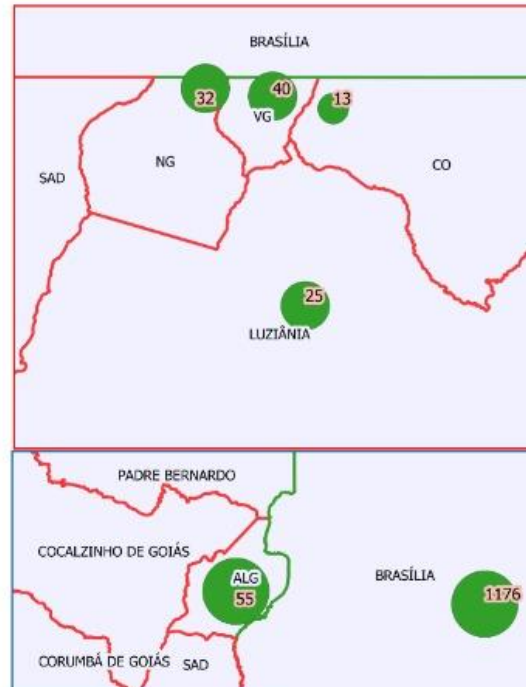 BRASÍLIA
32
40
13
VG
NG
SAD
CO
25
LUZIÂNIA
PADRE BERNARDO
COCALZINHO DE GOIÁS
ALG
BRASÍLIA
55
1176
CORUMBÁ DE GOIÁS
SAD